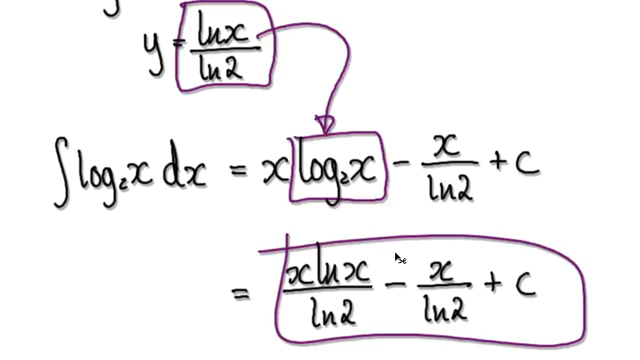 y = lnx/ln2
∫log₂x dx = x log₂x − x/ln2 + C
= xlnx/ln2 − x/ln2 + C